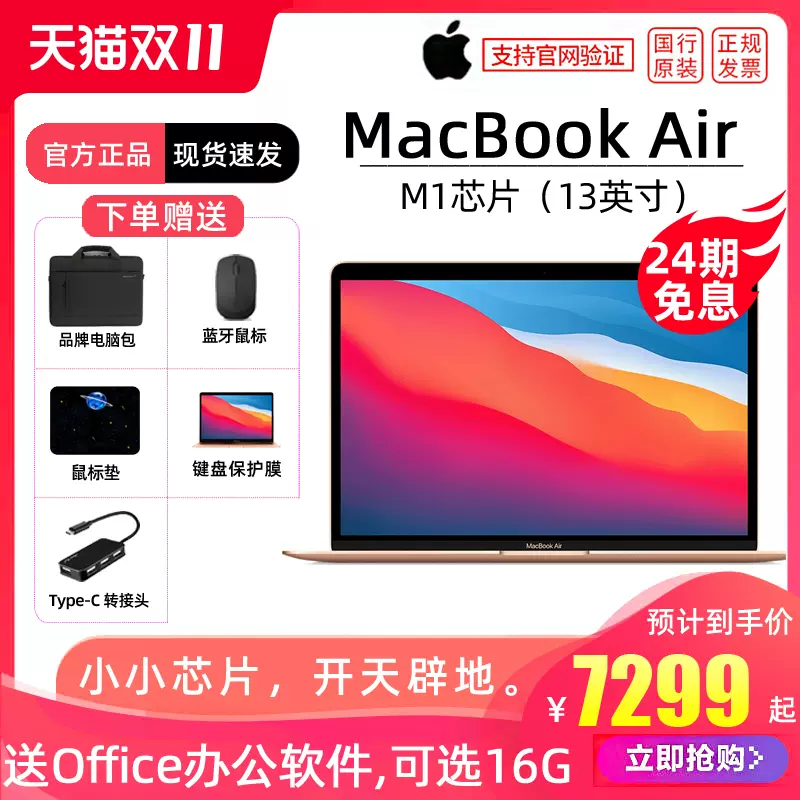 天猫双11
支持官网验证
国行
原装
正规
发票
官方正品 现货速发
MacBook Air
M1芯片（13英寸）
下单赠送
24期
免息
品牌电脑包
蓝牙鼠标
鼠标垫
键盘保护膜
Type-C 转接头
MacBook Air
预计到手价
小小芯片，开天辟地。
¥7299起
送Office办公软件,可选16G
立即抢购>